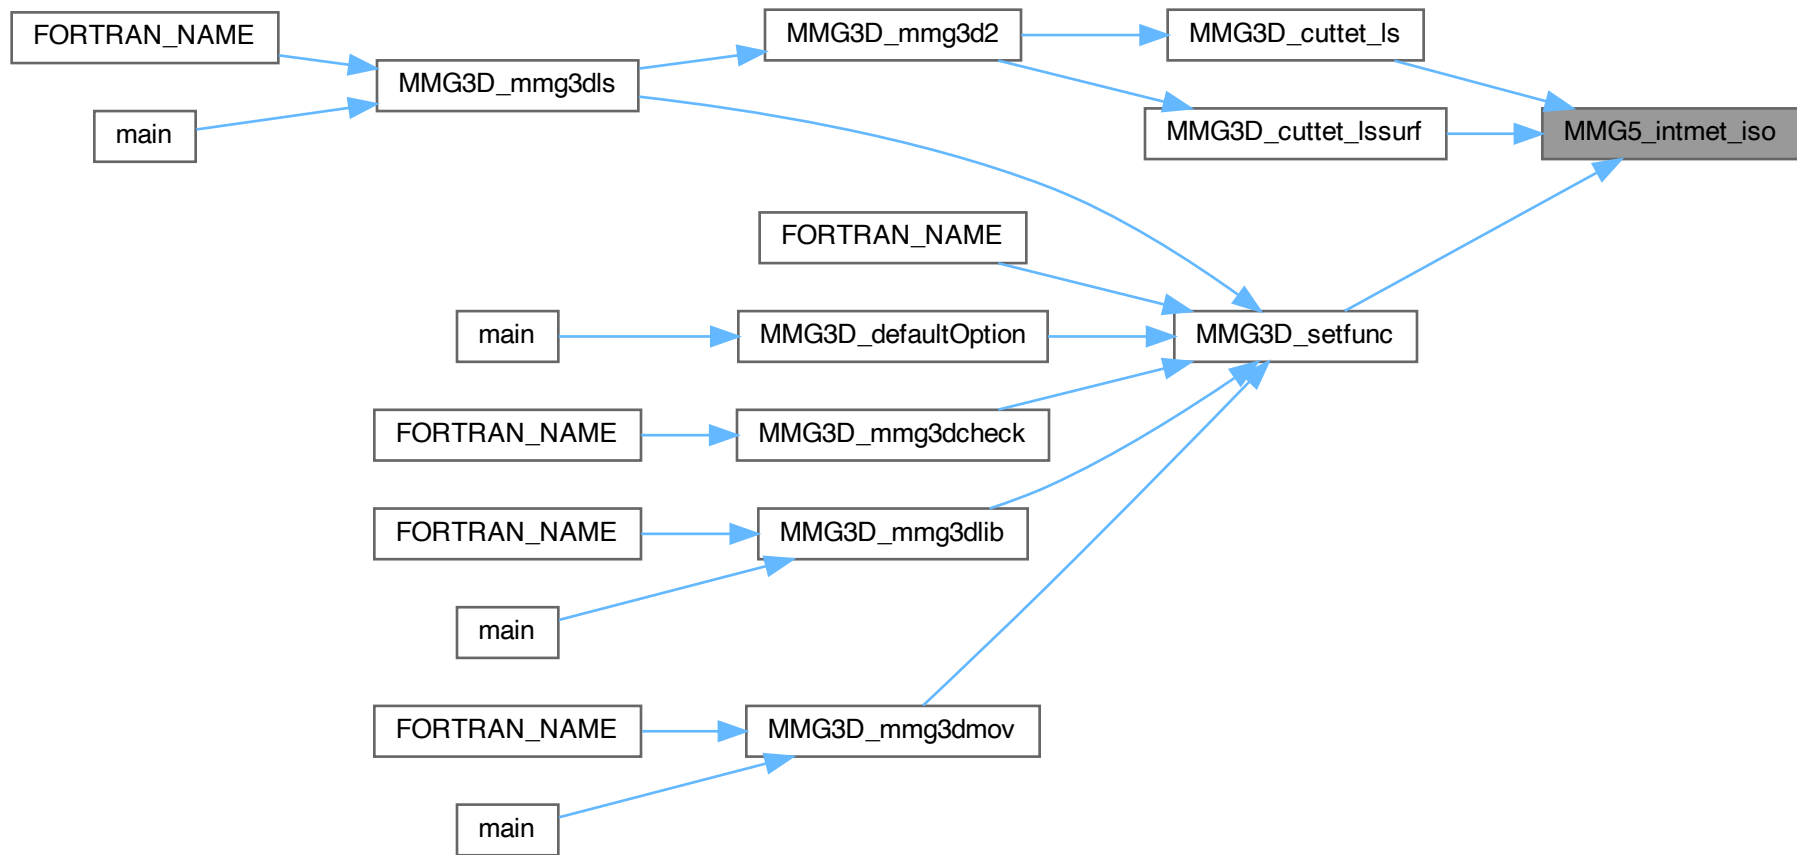 FORTRAN_NAME
MMG3D_mmg3d2
MMG3D_cuttet_ls
MMG3D_mmg3dls
main
MMG3D_cuttet_lssurf
MMG5_intmet_iso
FORTRAN_NAME
main
MMG3D_defaultOption
MMG3D_setfunc
FORTRAN_NAME
MMG3D_mmg3dcheck
FORTRAN_NAME
MMG3D_mmg3dlib
main
FORTRAN_NAME
MMG3D_mmg3dmov
main